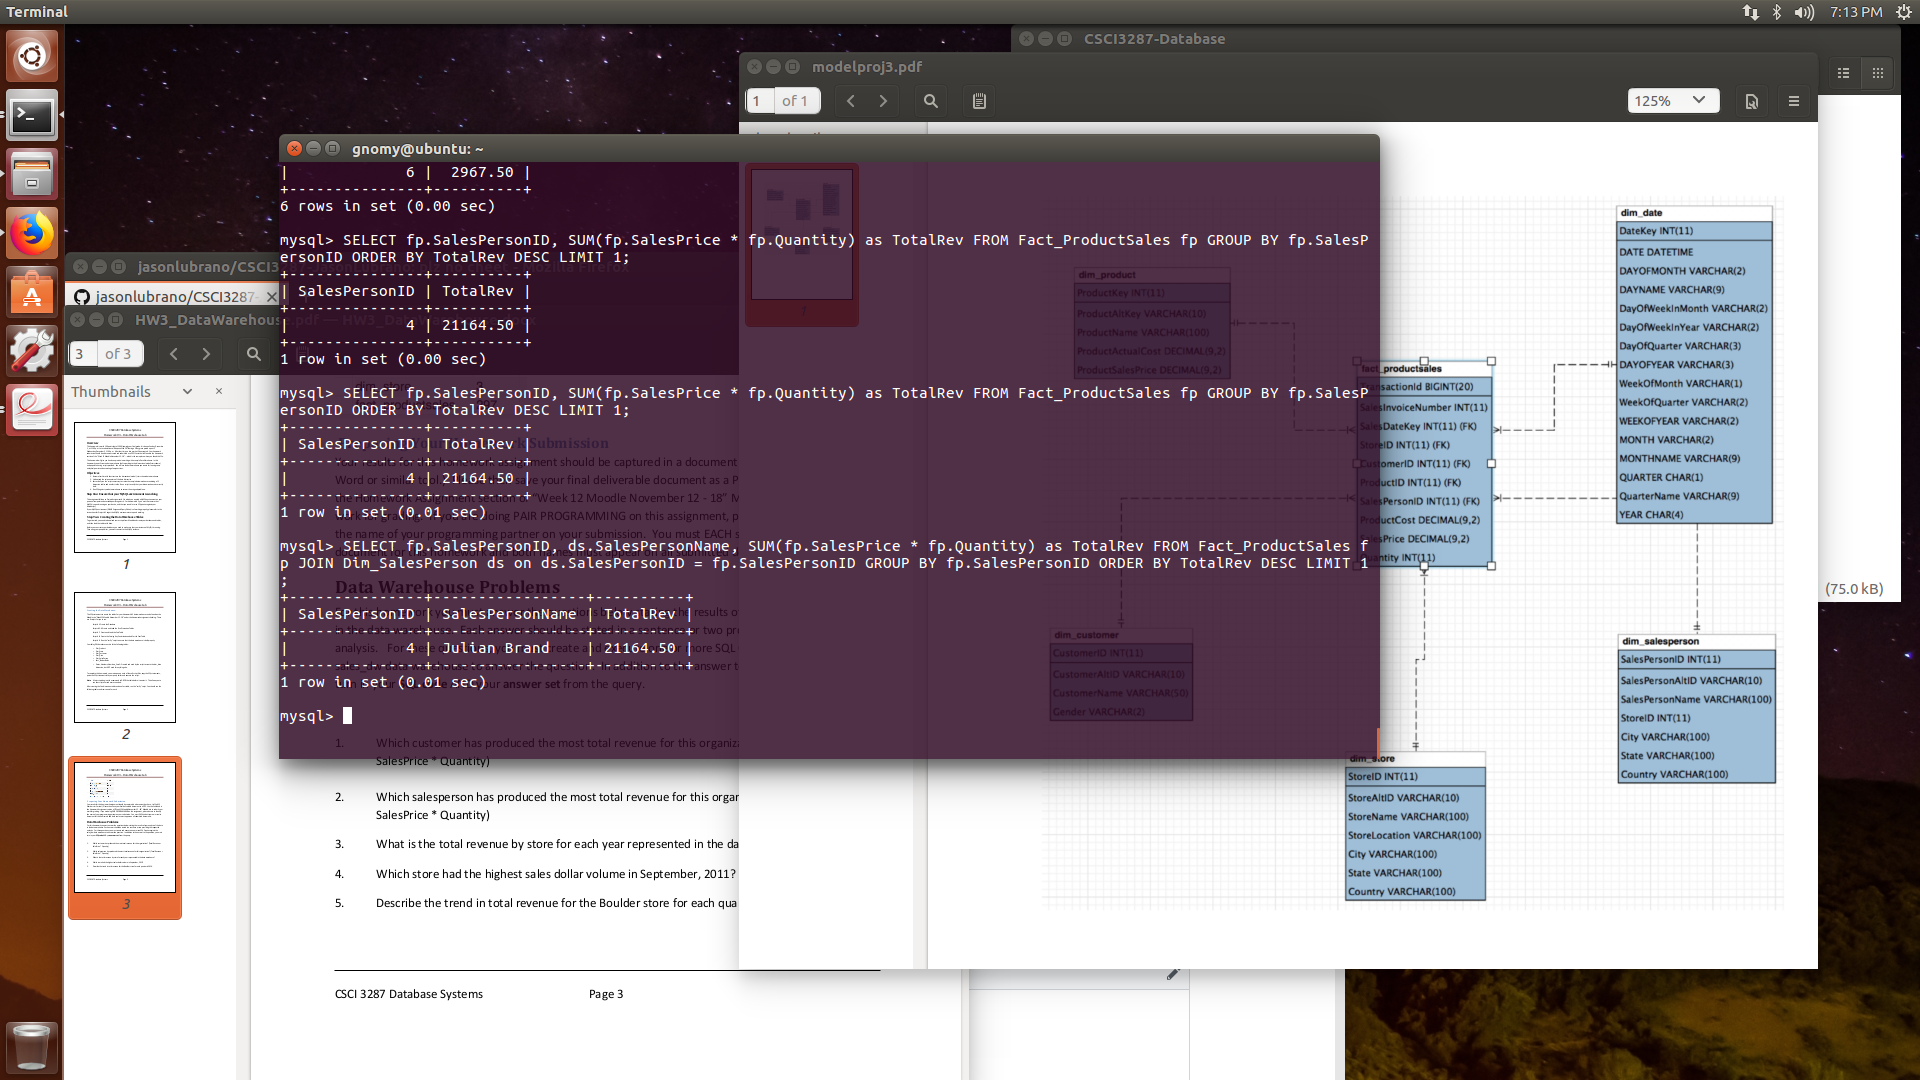 Terminal
7:13 PM
CSCI3287-Database
modelproj3.pdf
1 of 1
125%
gnomy@ubuntu: ~
| 6 | 2967.50 |
+---------------+----------+
6 rows in set (0.00 sec)
mysql> SELECT fp.SalesPersonID, SUM(fp.SalesPrice * fp.Quantity) as TotalRev FROM Fact_ProductSales fp GROUP BY fp.SalesP
ersonID ORDER BY TotalRev DESC LIMIT 1;
+---------------+----------+
| SalesPersonID | TotalRev |
+---------------+----------+
| 4 | 21164.50 |
+---------------+----------+
1 row in set (0.00 sec)
mysql> SELECT fp.SalesPersonID, SUM(fp.SalesPrice * fp.Quantity) as TotalRev FROM Fact_ProductSales fp GROUP BY fp.SalesP
ersonID ORDER BY TotalRev DESC LIMIT 1;
+---------------+----------+
| SalesPersonID | TotalRev |
+---------------+----------+
| 4 | 21164.50 |
+---------------+----------+
1 row in set (0.01 sec)
mysql> SELECT fp.SalesPersonID, ds.SalesPersonName, SUM(fp.SalesPrice * fp.Quantity) as TotalRev FROM Fact_ProductSales f
p JOIN Dim_SalesPerson ds on ds.SalesPersonID = fp.SalesPersonID GROUP BY fp.SalesPersonID ORDER BY TotalRev DESC LIMIT 1
;
+---------------+-----------------+----------+
| SalesPersonID | SalesPersonName | TotalRev |
+---------------+-----------------+----------+
| 4 | Julian Brand | 21164.50 |
+---------------+-----------------+----------+
1 row in set (0.01 sec)
mysql>
jasonlubrano/CSCI3287-
HW3_DataWarehouse.pdf — HW3_
3 of 3
Thumbnails
1
2
3
Data Warehouse Problems
answer set from the query.
1. Which customer has produced the most total revenue for this organiz
SalesPrice * Quantity)
2. Which salesperson has produced the most total revenue for this orgar
SalesPrice * Quantity)
3. What is the total revenue by store for each year represented in the da
4. Which store had the highest sales dollar volume in September, 2011?
5. Describe the trend in total revenue for the Boulder store for each qua
CSCI 3287 Database Systems Page 3
dim_product
ProductKey INT(11)
ProductAltKey VARCHAR(10)
ProductName VARCHAR(100)
ProductActualCost DECIMAL(9,2)
ProductSalesPrice DECIMAL(9,2)
dim_customer
CustomerID INT(11)
CustomerAltID VARCHAR(10)
CustomerName VARCHAR(50)
Gender VARCHAR(2)
fact_productsales
TransactionId BIGINT(20)
SalesInvoiceNumber INT(11)
SalesDateKey INT(11) (FK)
StoreID INT(11) (FK)
CustomerID INT(11) (FK)
ProductID INT(11) (FK)
SalesPersonID INT(11) (FK)
ProductCost DECIMAL(9,2)
SalesPrice DECIMAL(9,2)
Quantity INT(11)
dim_date
DateKey INT(11)
DATE DATETIME
DAYOFMONTH VARCHAR(2)
DAYNAME VARCHAR(9)
DayOfWeekInMonth VARCHAR(2)
DayOfWeekInYear VARCHAR(2)
DayOfQuarter VARCHAR(3)
DAYOFYEAR VARCHAR(3)
WeekOfMonth VARCHAR(1)
WeekOfQuarter VARCHAR(2)
WEEKOFYEAR VARCHAR(2)
MONTH VARCHAR(2)
MONTHNAME VARCHAR(9)
QUARTER CHAR(1)
QuarterName VARCHAR(9)
YEAR CHAR(4)
dim_salesperson
SalesPersonID INT(11)
SalesPersonAltID VARCHAR(10)
SalesPersonName VARCHAR(100)
StoreID INT(11)
City VARCHAR(100)
State VARCHAR(100)
Country VARCHAR(100)
dim_store
StoreID INT(11)
StoreAltID VARCHAR(10)
StoreName VARCHAR(100)
StoreLocation VARCHAR(100)
City VARCHAR(100)
State VARCHAR(100)
Country VARCHAR(100)
(75.0 kB)